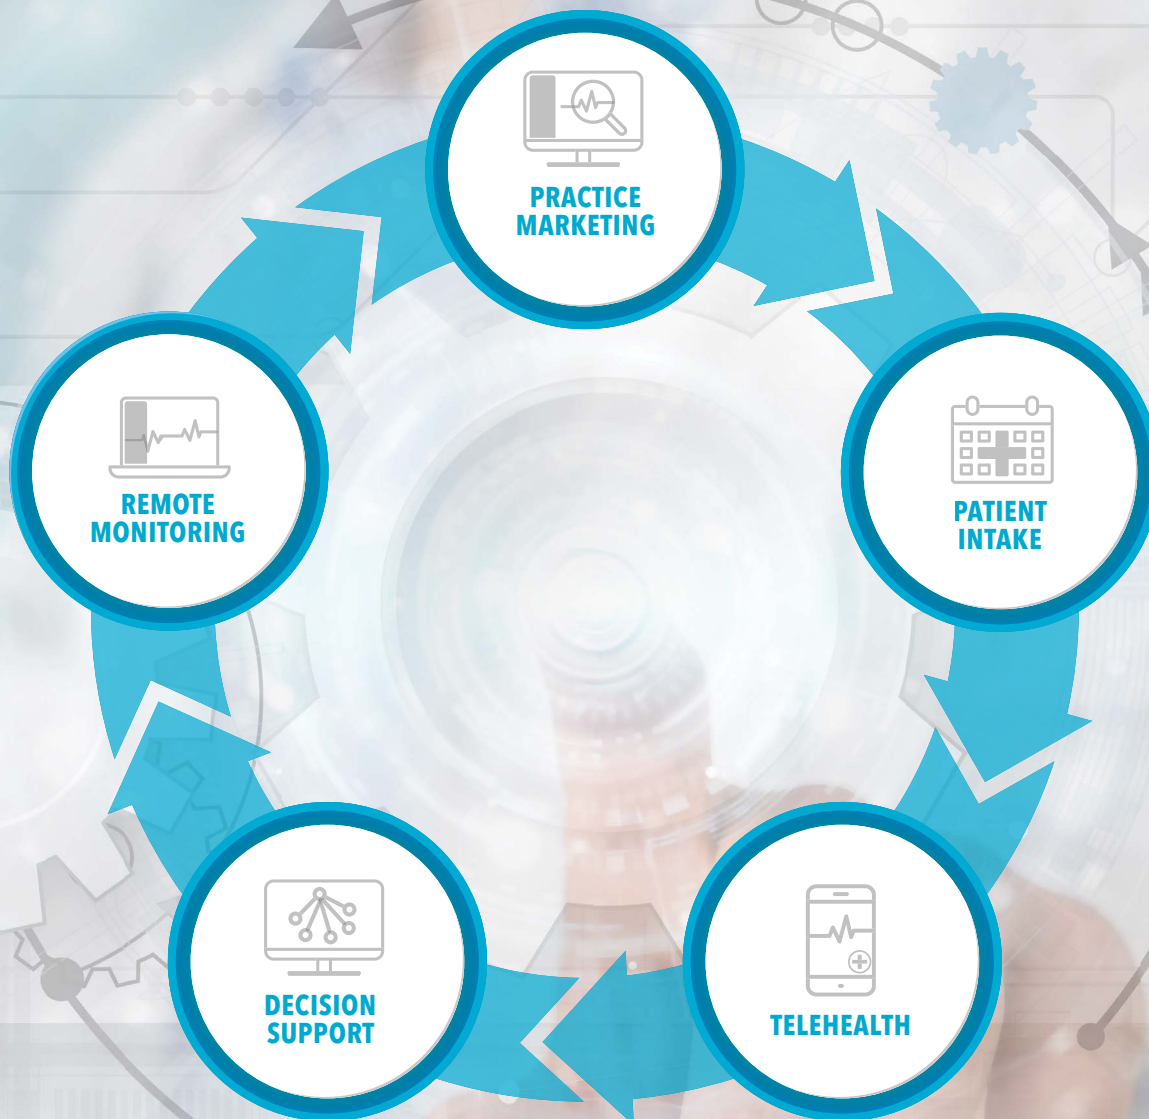 PRACTICE
MARKETING
PATIENT
INTAKE
TELEHEALTH
DECISION
SUPPORT
REMOTE
MONITORING